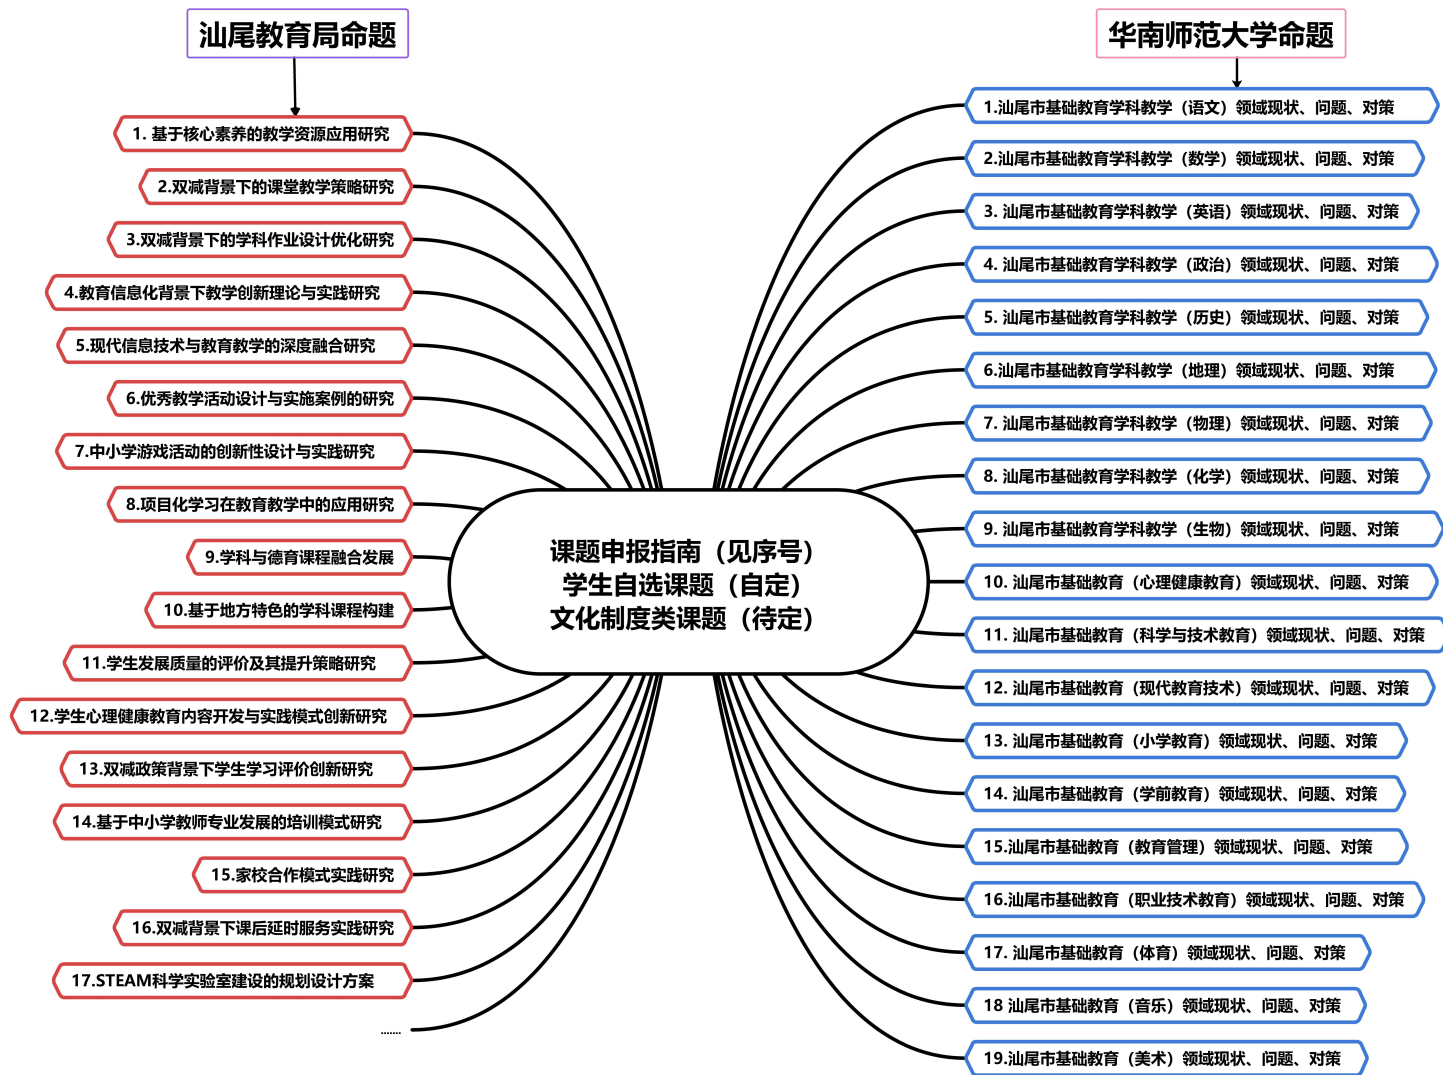 汕尾教育局命题
1. 基于核心素养的教学资源应用研究
2.双减背景下的课堂教学策略研究
3.双减背景下的学科作业设计优化研究
4.教育信息化背景下教学创新理论与实践研究
5.现代信息技术与教育教学的深度融合研究
6.优秀教学活动设计与实施案例的研究
7.中小学游戏活动的创新性设计与实践研究
8.项目化学习在教育教学中的应用研究
9.学科与德育课程融合发展
10.基于地方特色的学科课程构建
11.学生发展质量的评价及其提升策略研究
12.学生心理健康教育内容开发与实践模式创新研究
13.双减政策背景下学生学习评价创新研究
14.基于中小学教师专业发展的培训模式研究
15.家校合作模式实践研究
16.双减背景下课后延时服务实践研究
17.STEAM科学实验室建设的规划设计方案
.......
课题申报指南（见序号）
学生自选课题（自定）
文化制度类课题（待定）
华南师范大学命题
1.汕尾市基础教育学科教学（语文）领域现状、问题、对策
2.汕尾市基础教育学科教学（数学）领域现状、问题、对策
3. 汕尾市基础教育学科教学（英语）领域现状、问题、对策
4. 汕尾市基础教育学科教学（政治）领域现状、问题、对策
5. 汕尾市基础教育学科教学（历史）领域现状、问题、对策
6.汕尾市基础教育学科教学（地理）领域现状、问题、对策
7. 汕尾市基础教育学科教学（物理）领域现状、问题、对策
8. 汕尾市基础教育学科教学（化学）领域现状、问题、对策
9. 汕尾市基础教育学科教学（生物）领域现状、问题、对策
10. 汕尾市基础教育（心理健康教育）领域现状、问题、对策
11. 汕尾市基础教育（科学与技术教育）领域现状、问题、对策
12. 汕尾市基础教育（现代教育技术）领域现状、问题、对策
13. 汕尾市基础教育（小学教育）领域现状、问题、对策
14. 汕尾市基础教育（学前教育）领域现状、问题、对策
15.汕尾市基础教育（教育管理）领域现状、问题、对策
16.汕尾市基础教育（职业技术教育）领域现状、问题、对策
17. 汕尾市基础教育（体育）领域现状、问题、对策
18 汕尾市基础教育（音乐）领域现状、问题、对策
19.汕尾市基础教育（美术）领域现状、问题、对策